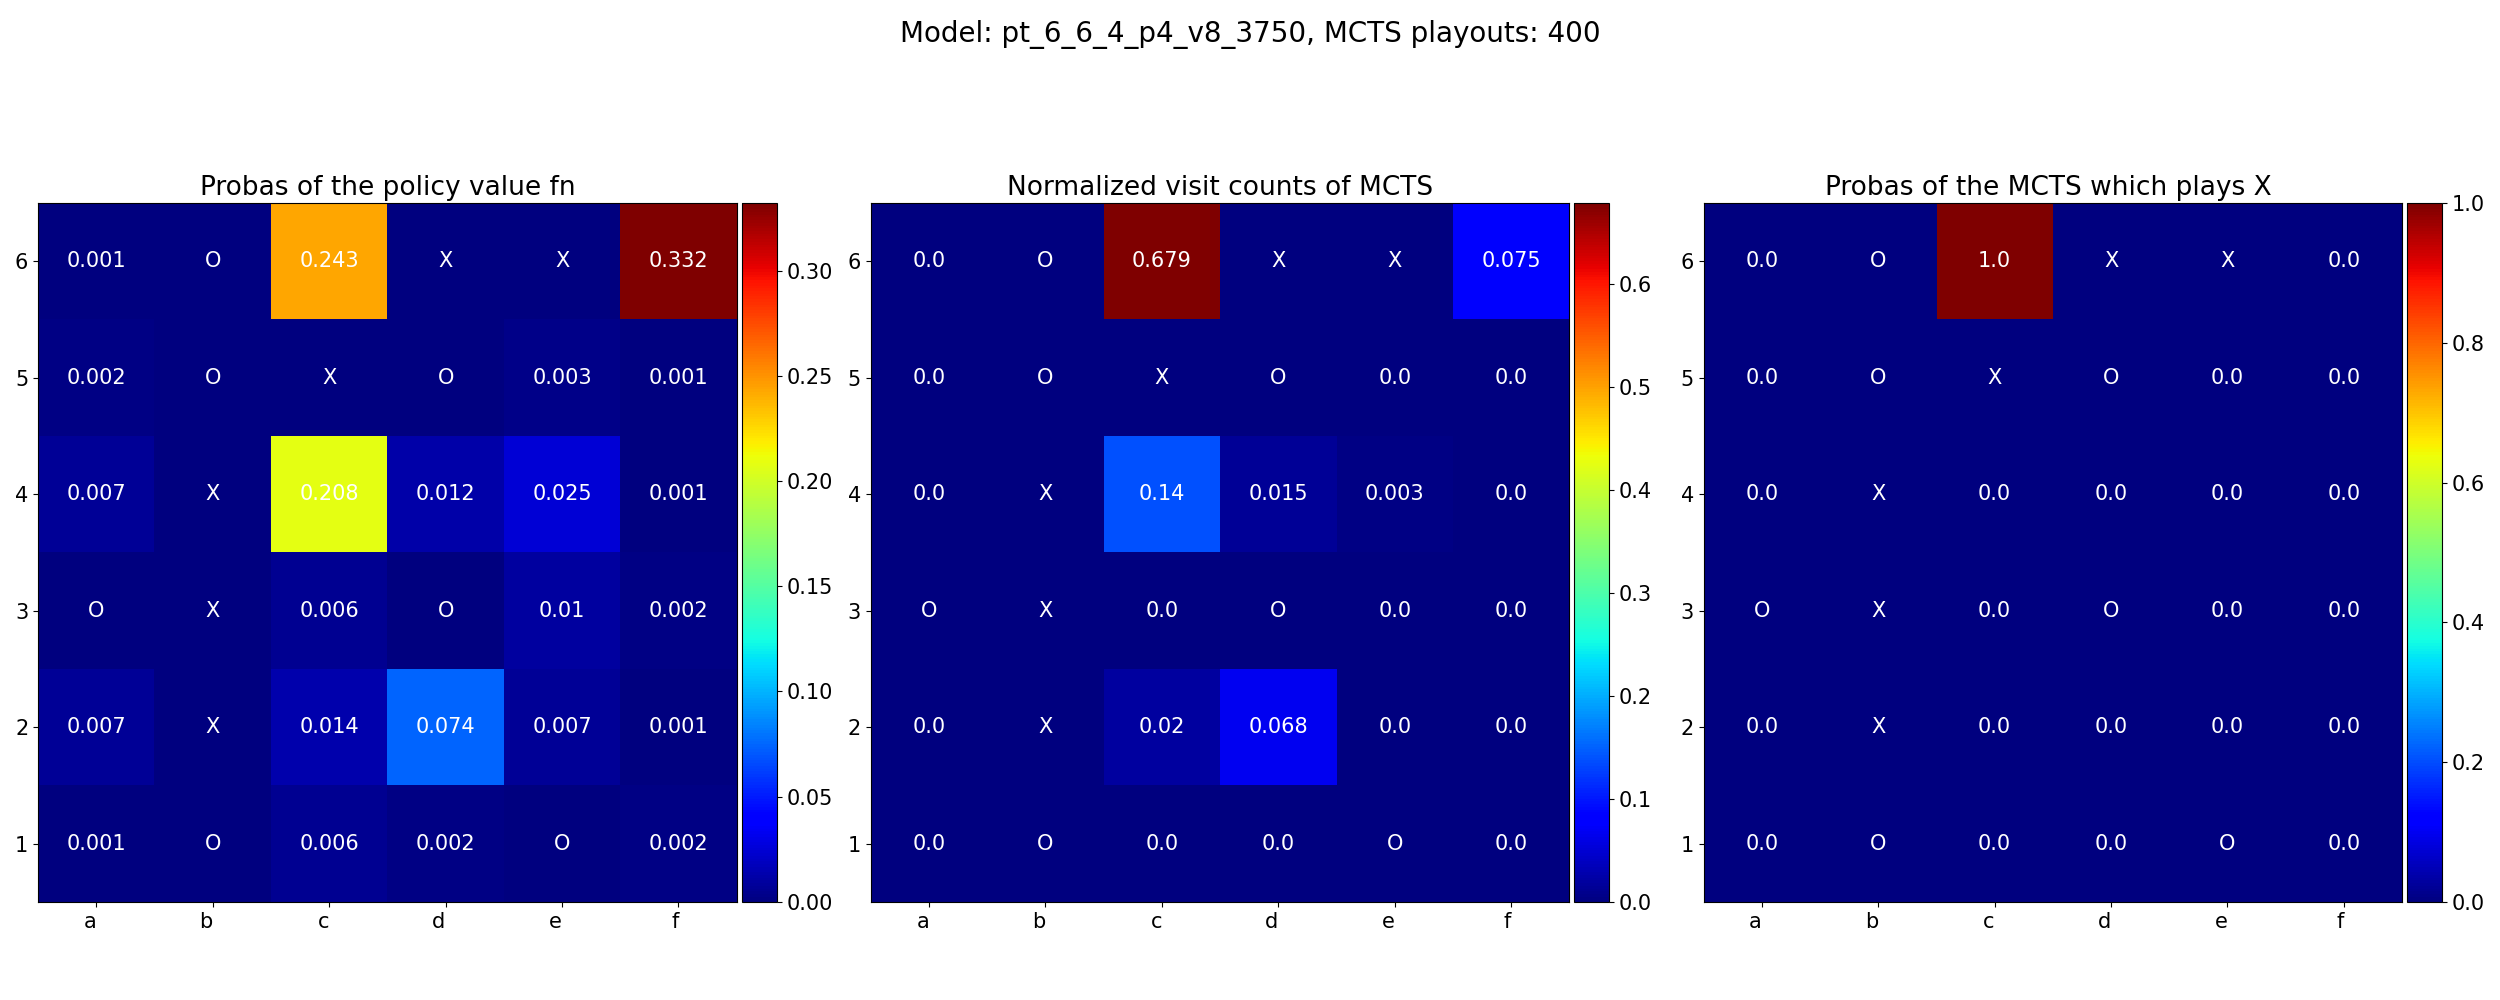 Model: pt_6_6_4_p4_v8_3750, MCTS playouts: 400
Probas of the policy value fn
6 0.001 O 0.243 X X 0.332
5 0.002 O X O 0.003 0.001
4 0.007 X 0.208 0.012 0.025 0.001
3 O X 0.006 O 0.01 0.002
2 0.007 X 0.014 0.074 0.007 0.001
1 0.001 O 0.006 0.002 O 0.002
a b c d e f
0.30
0.25
0.20
0.15
0.10
0.05
0.00
Normalized visit counts of MCTS
6 0.0 O 0.679 X X 0.075
5 0.0 O X O 0.0 0.0
4 0.0 X 0.14 0.015 0.003 0.0
3 O X 0.0 O 0.0 0.0
2 0.0 X 0.02 0.068 0.0 0.0
1 0.0 O 0.0 0.0 O 0.0
a b c d e f
0.6
0.5
0.4
0.3
0.2
0.1
0.0
Probas of the MCTS which plays X
6 0.0 O 1.0 X X 0.0
5 0.0 O X O 0.0 0.0
4 0.0 X 0.0 0.0 0.0 0.0
3 O X 0.0 O 0.0 0.0
2 0.0 X 0.0 0.0 0.0 0.0
1 0.0 O 0.0 0.0 O 0.0
a b c d e f
1.0
0.8
0.6
0.4
0.2
0.0